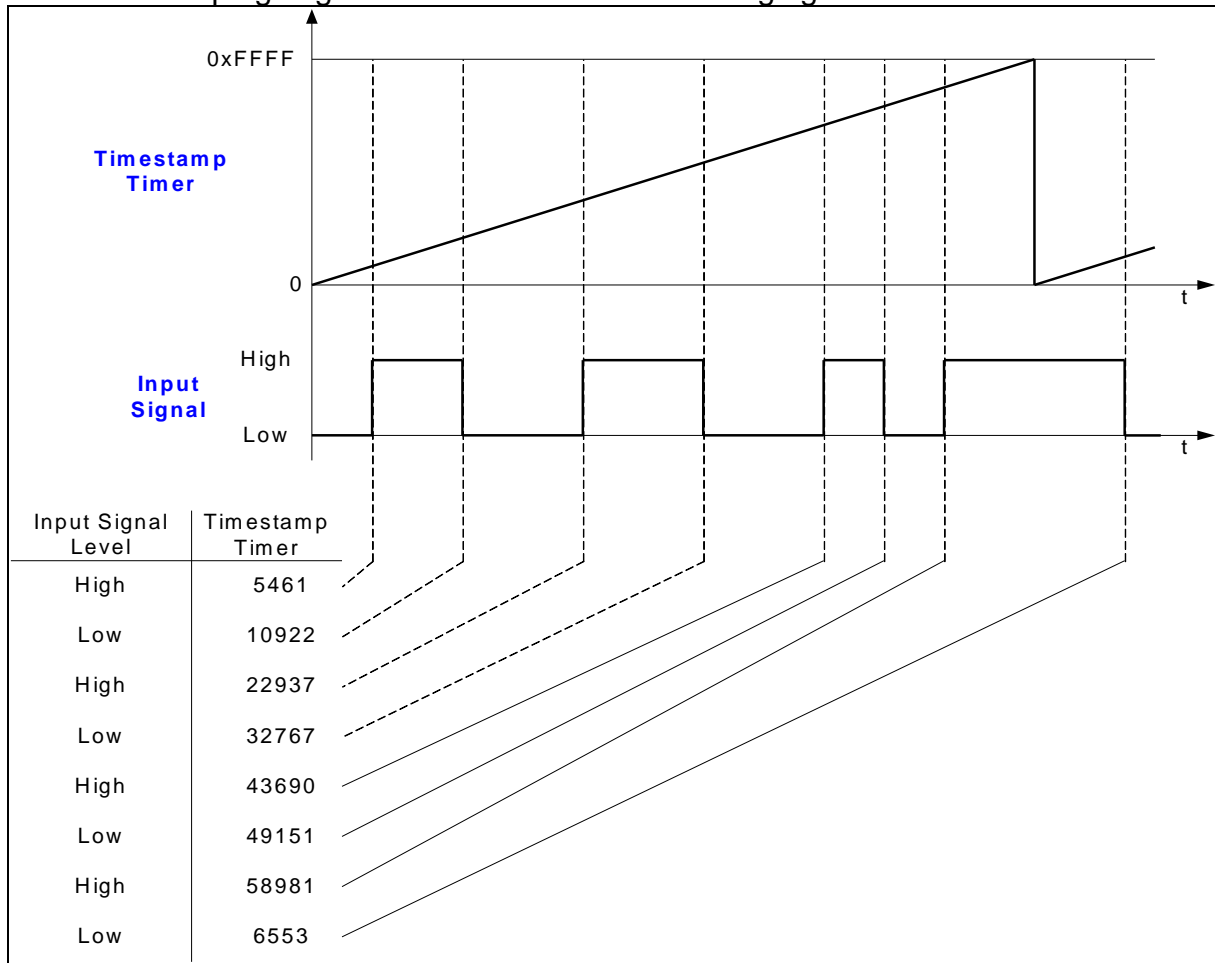 0xFFFF
Timestamp
Timer
0
t
High
Input
Signal
Low
t
Input Signal Level | Timestamp Timer
High 5461
Low 10922
High 22937
Low 32767
High 43690
Low 49151
High 58981
Low 6553